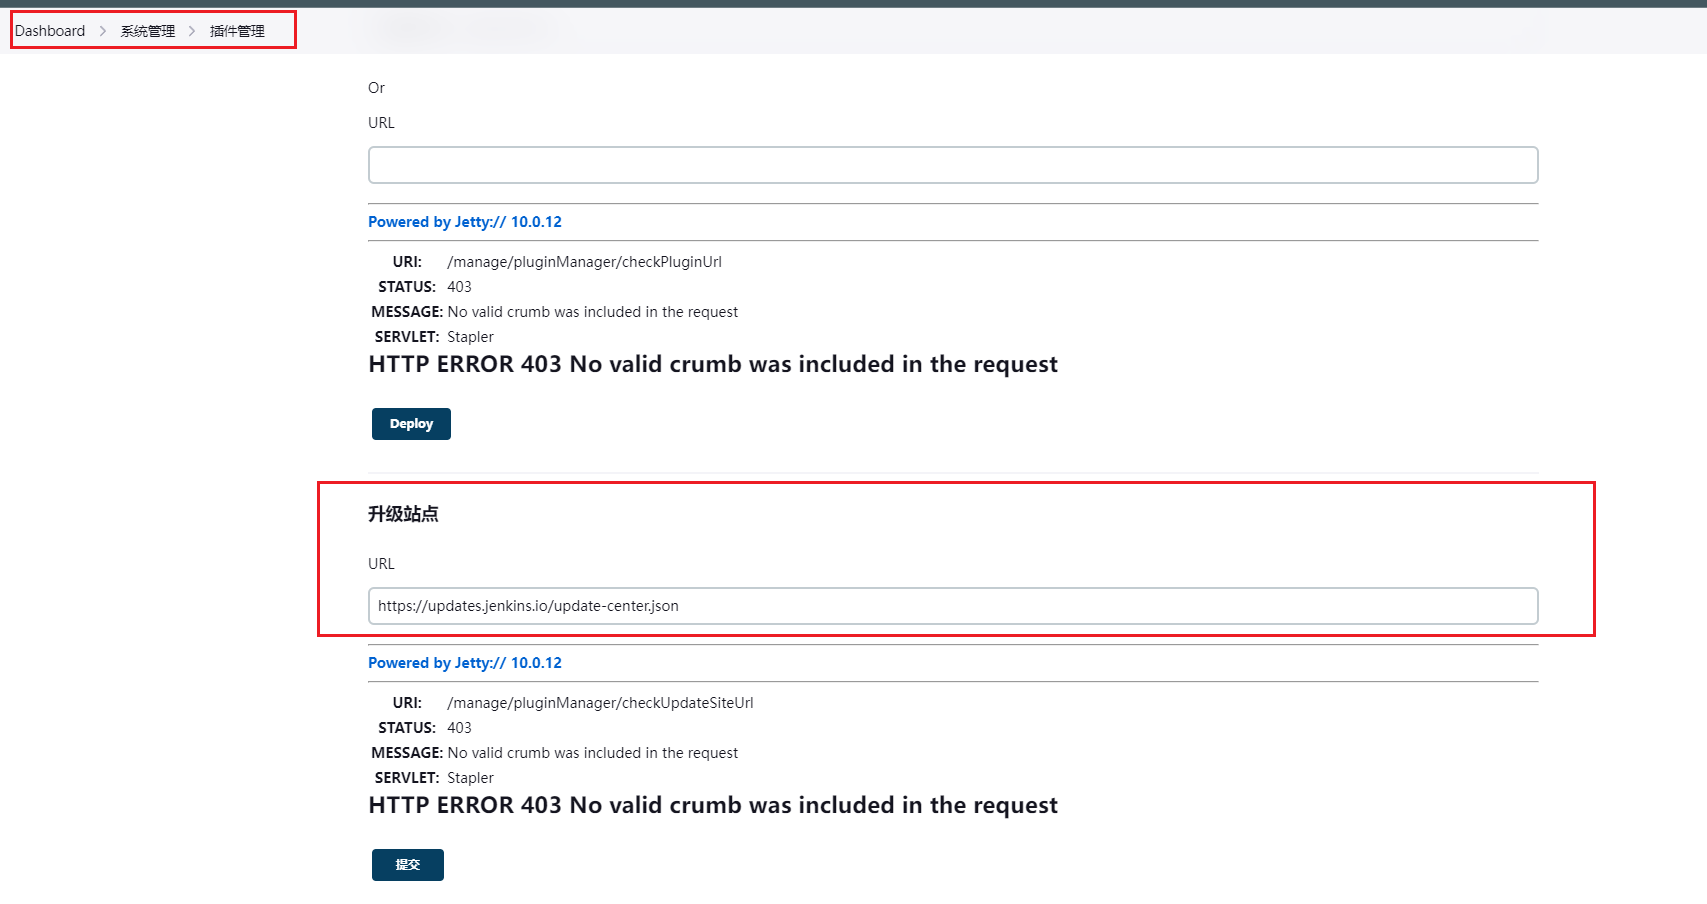 Dashboard > 系统管理 > 插件管理
Or
URL
Powered by Jetty:// 10.0.12
URI: /manage/pluginManager/checkPluginUrl
STATUS: 403
MESSAGE: No valid crumb was included in the request
SERVLET: Stapler
HTTP ERROR 403 No valid crumb was included in the request
Deploy
升级站点
URL
https://updates.jenkins.io/update-center.json
Powered by Jetty:// 10.0.12
URI: /manage/pluginManager/checkUpdateSiteUrl
STATUS: 403
MESSAGE: No valid crumb was included in the request
SERVLET: Stapler
HTTP ERROR 403 No valid crumb was included in the request
提交